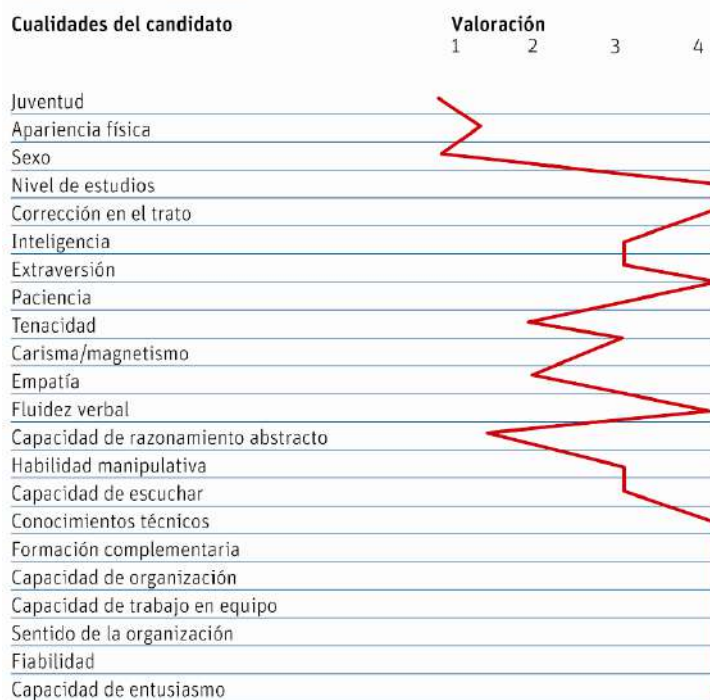 Cualidades del candidato Valoración
1 2 3 4
Juventud
Apariencia física
Sexo
Nivel de estudios
Corrección en el trato
Inteligencia
Extraversión
Paciencia
Tenacidad
Carisma/magnetismo
Empatía
Fluidez verbal
Capacidad de razonamiento abstracto
Habilidad manipulativa
Capacidad de escuchar
Conocimientos técnicos
Formación complementaria
Capacidad de organización
Capacidad de trabajo en equipo
Sentido de la organización
Fiabilidad
Capacidad de entusiasmo